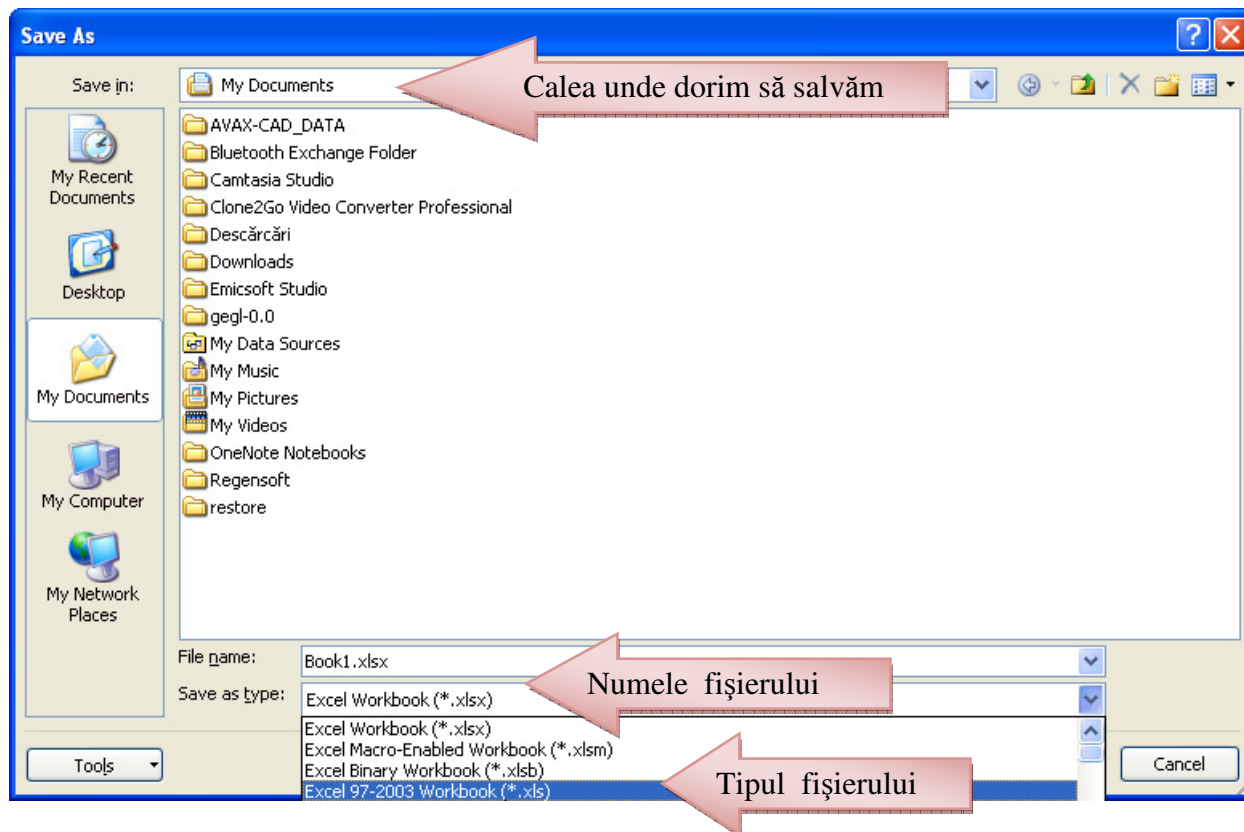 Save As
Save in:
My Documents
Calea unde dorim să salvăm
My Recent
Documents
Desktop
My Documents
My Computer
My Network
Places
AVAX-CAD_DATA
Bluetooth Exchange Folder
Camtasia Studio
Clone2Go Video Converter Professional
Descărcări
Downloads
Emicsoft Studio
gegl-0.0
My Data Sources
My Music
My Pictures
My Videos
OneNote Notebooks
Regensoft
restore
File name:
Book1.xlsx
Numele fişierului
Save as type:
Excel Workbook (*.xlsx)
Excel Workbook (*.xlsx)
Excel Macro-Enabled Workbook (*.xlsm)
Excel Binary Workbook (*.xlsb)
Excel 97-2003 Workbook (*.xls)
Tipul fişierului
Tools
Cancel